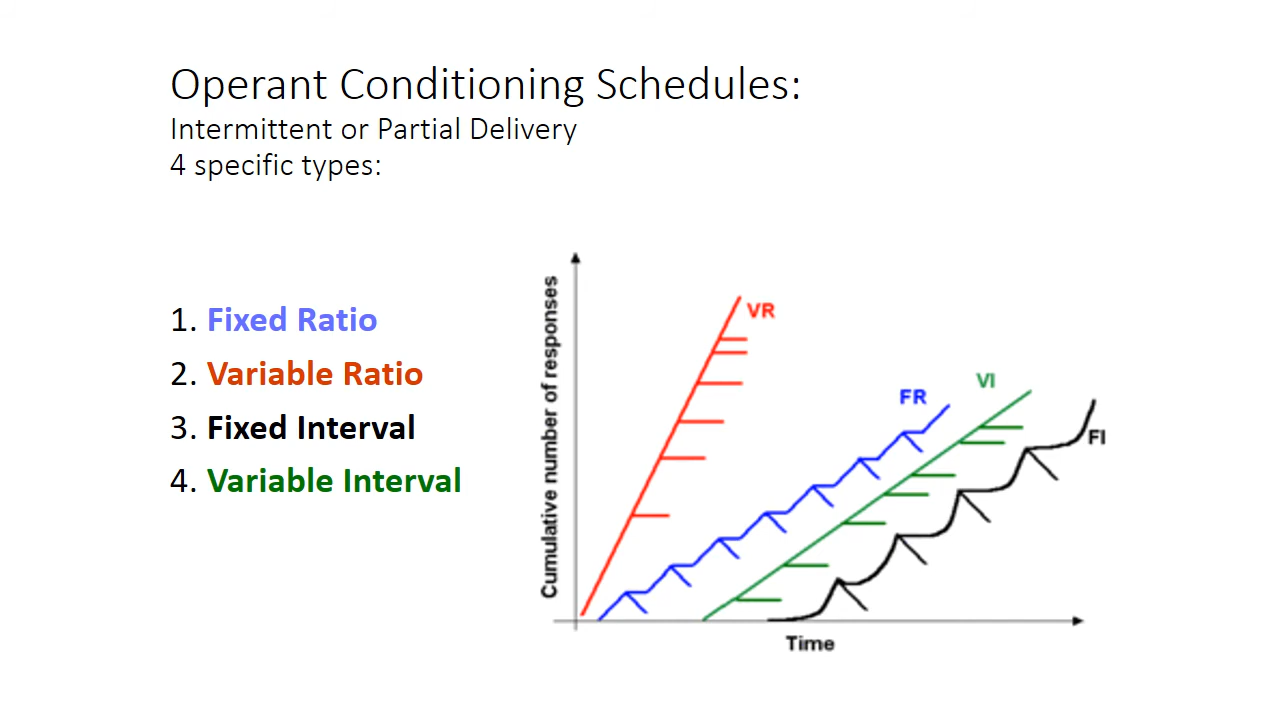 Operant Conditioning Schedules:
Intermittent or Partial Delivery
4 specific types:
1. Fixed Ratio
2. Variable Ratio
3. Fixed Interval
4. Variable Interval
Cumulative number of responses
VR
FR
VI
FI
Time